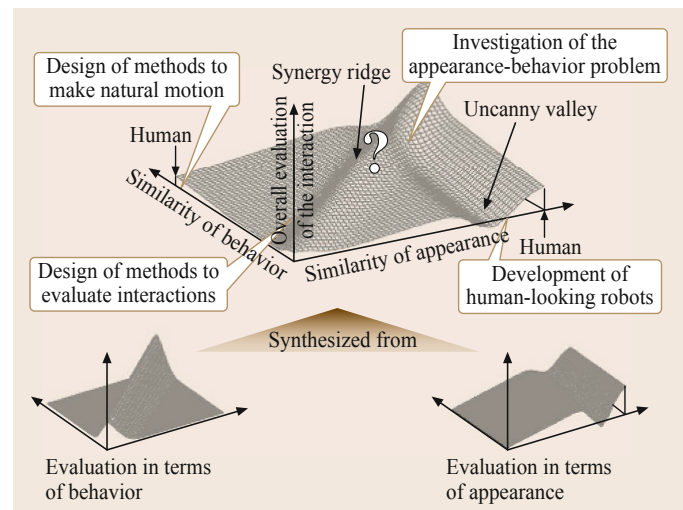 Design of methods to
make natural motion
Synergy ridge
Investigation of the
appearance-behavior problem
Uncanny valley
Human
Overall evaluation
of the interaction
?
Similarity of behavior
Similarity of appearance
Human
Design of methods to
evaluate interactions
Development of
human-looking robots
Synthesized from
Evaluation in terms
of behavior
Evaluation in terms
of appearance